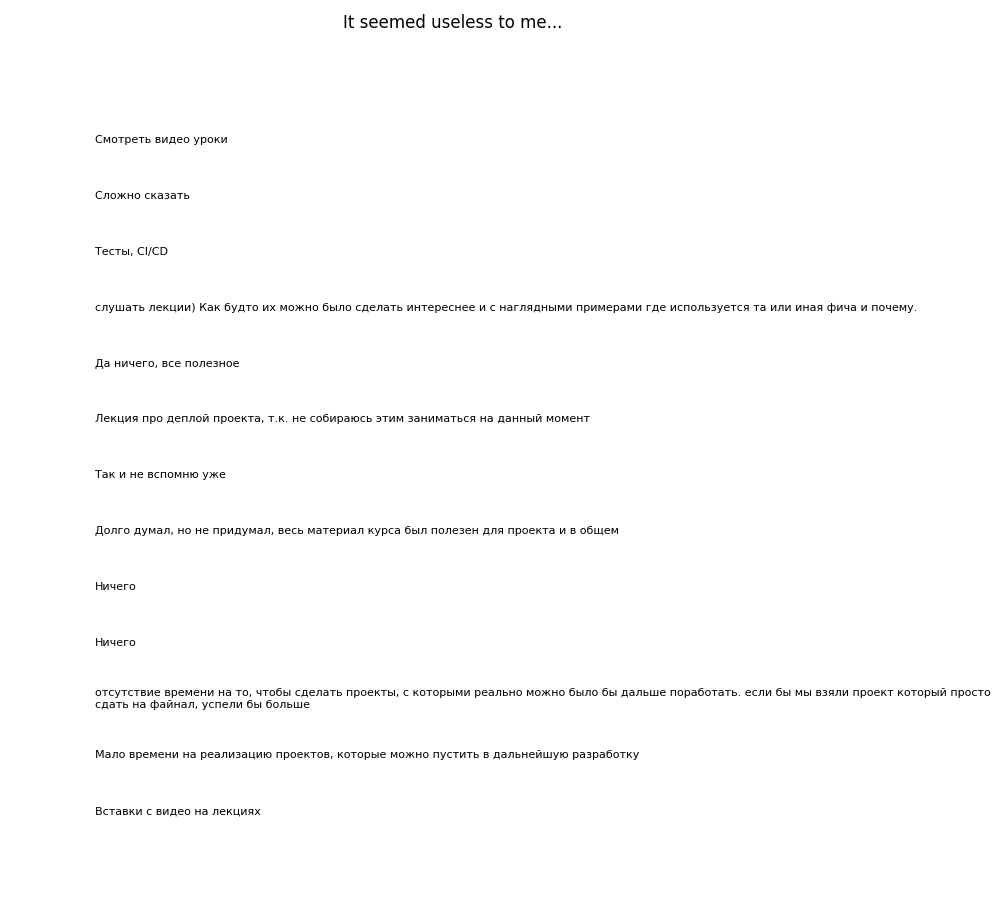 It seemed useless to me...
Смотреть видео уроки
Сложно сказать
Тесты, CI/CD
слушать лекции) Как будто их можно было сделать интереснее и с наглядными примерами где используется та или иная фича и почему.
Да ничего, все полезное
Лекция про деплой проекта, т.к. не собираюсь этим заниматься на данный момент
Так и не вспомню уже
Долго думал, но не придумал, весь материал курса был полезен для проекта и в общем
Ничего
Ничего
отсутствие времени на то, чтобы сделать проекты, с которыми реально можно было бы дальше поработать. если бы мы взяли проект который просто
сдать на файнал, успели бы больше
Мало времени на реализацию проектов, которые можно пустить в дальнейшую разработку
Вставки с видео на лекциях